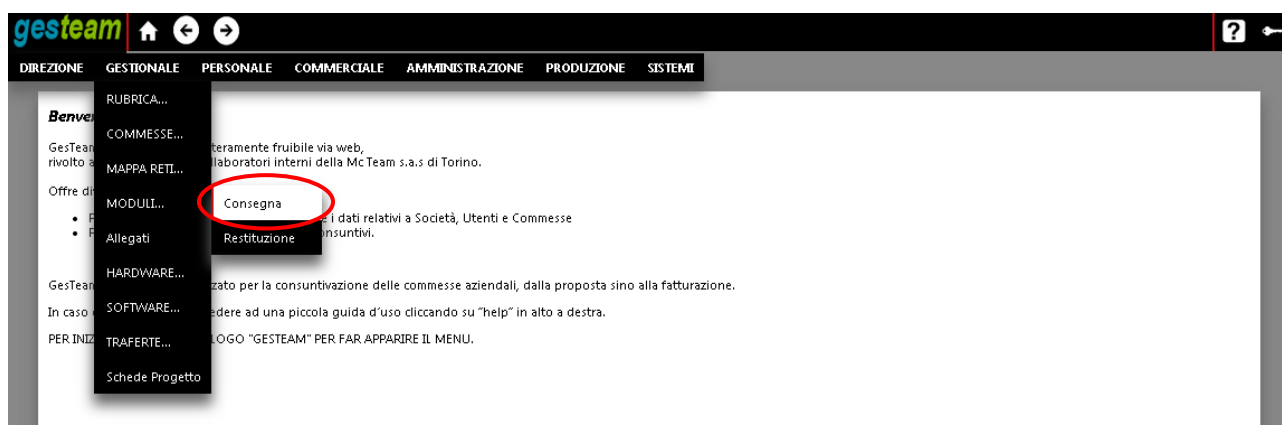 gesteam
?
DIREZIONE GESTIONALE PERSONALE COMMERCIALE AMMINISTRAZIONE PRODUZIONE SISTEMI
RUBRICA...
COMMESSE...
MAPPA RETI...
MODULI...
Allegati
HARDWARE...
SOFTWARE...
TRAFERTE...
Schede Progetto
Consegna
Restituzione
GesTeam teramente fruibile via web,
rivolto a llaboratori interni della Mc Team s.a.s di Torino.
Offre di
i dati relativi a Società, Utenti e Commesse
onsuntivi.
GesTeam zato per la consuntivazione delle commesse aziendali, dalla proposta sino alla fatturazione.
In caso edere ad una piccola guida d'uso cliccando su "help" in alto a destra.
PER INIZ LOGO "GESTEAM" PER FAR APPARIRE IL MENU.